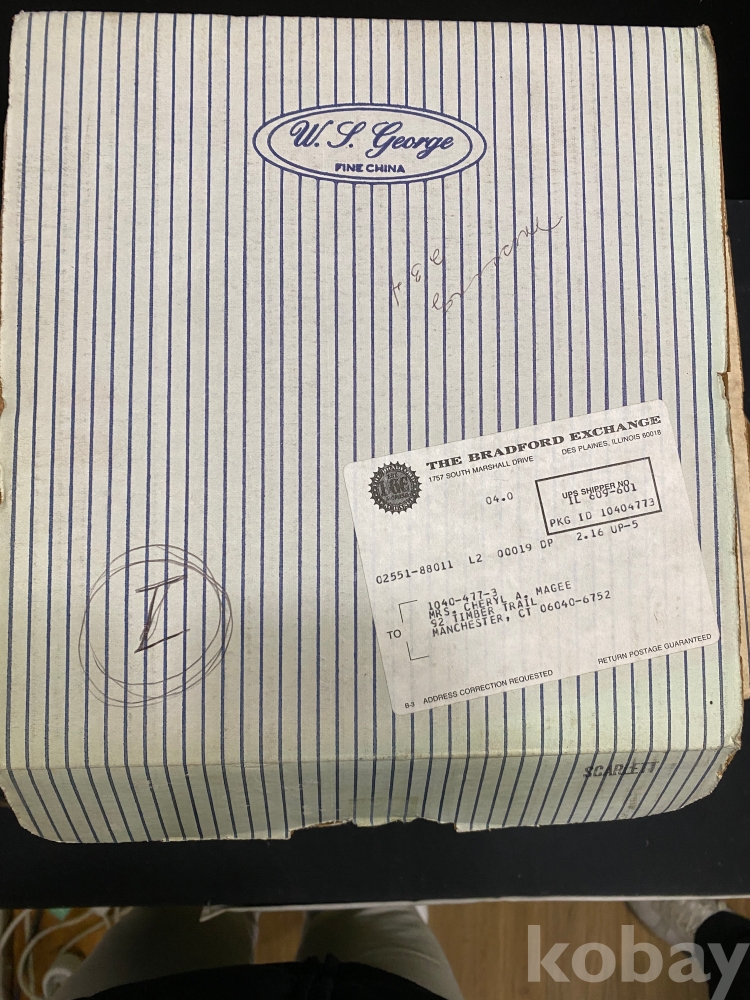 W. S. George
FINE CHINA
THE BRADFORD EXCHANGE
1757 SOUTH MARSHALL DRIVE
DES PLAINES, ILLINOIS 60018
04.0
UPS SHIPPER NO.
IL 609-601
PKG ID 10404773
02551-88011 L2 00019 DP 2.16 UP-5
TO
1040-477-3
MRS. CHERYL A. MAGEE
92 TIMBER TRAIL
MANCHESTER, CT 06040-6752
B-3 ADDRESS CORRECTION REQUESTED
RETURN POSTAGE GUARANTEED
I
SCARLETT
kobay